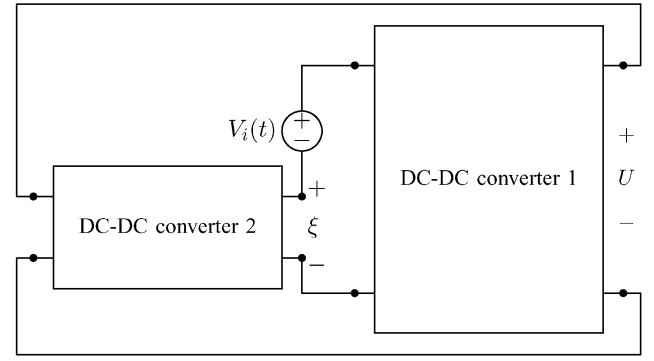 +
V_i(t)
+
−
DC-DC converter 1
+
U
−
DC-DC converter 2
+
ξ
−